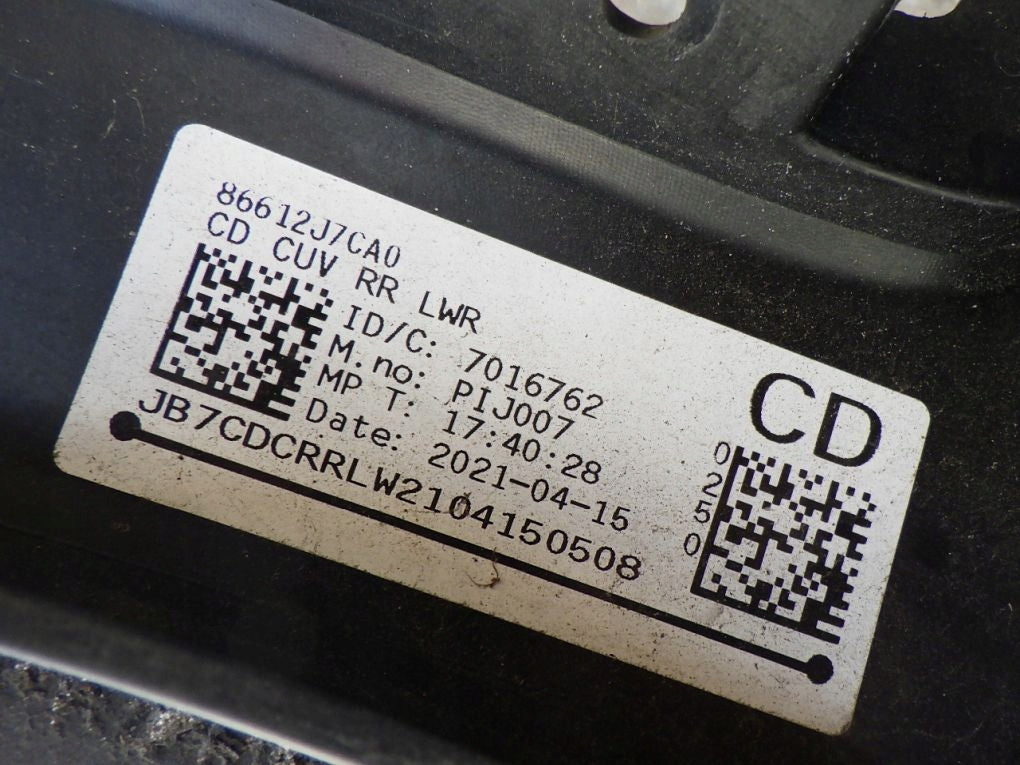 86612J7CA0
CD CUV RR LWR
ID/C: 7016762
M.no: PIJ007
MP T: 17:40:28
Date: 2021-04-15
JB7CDCRRLW2104150508
CD
0250